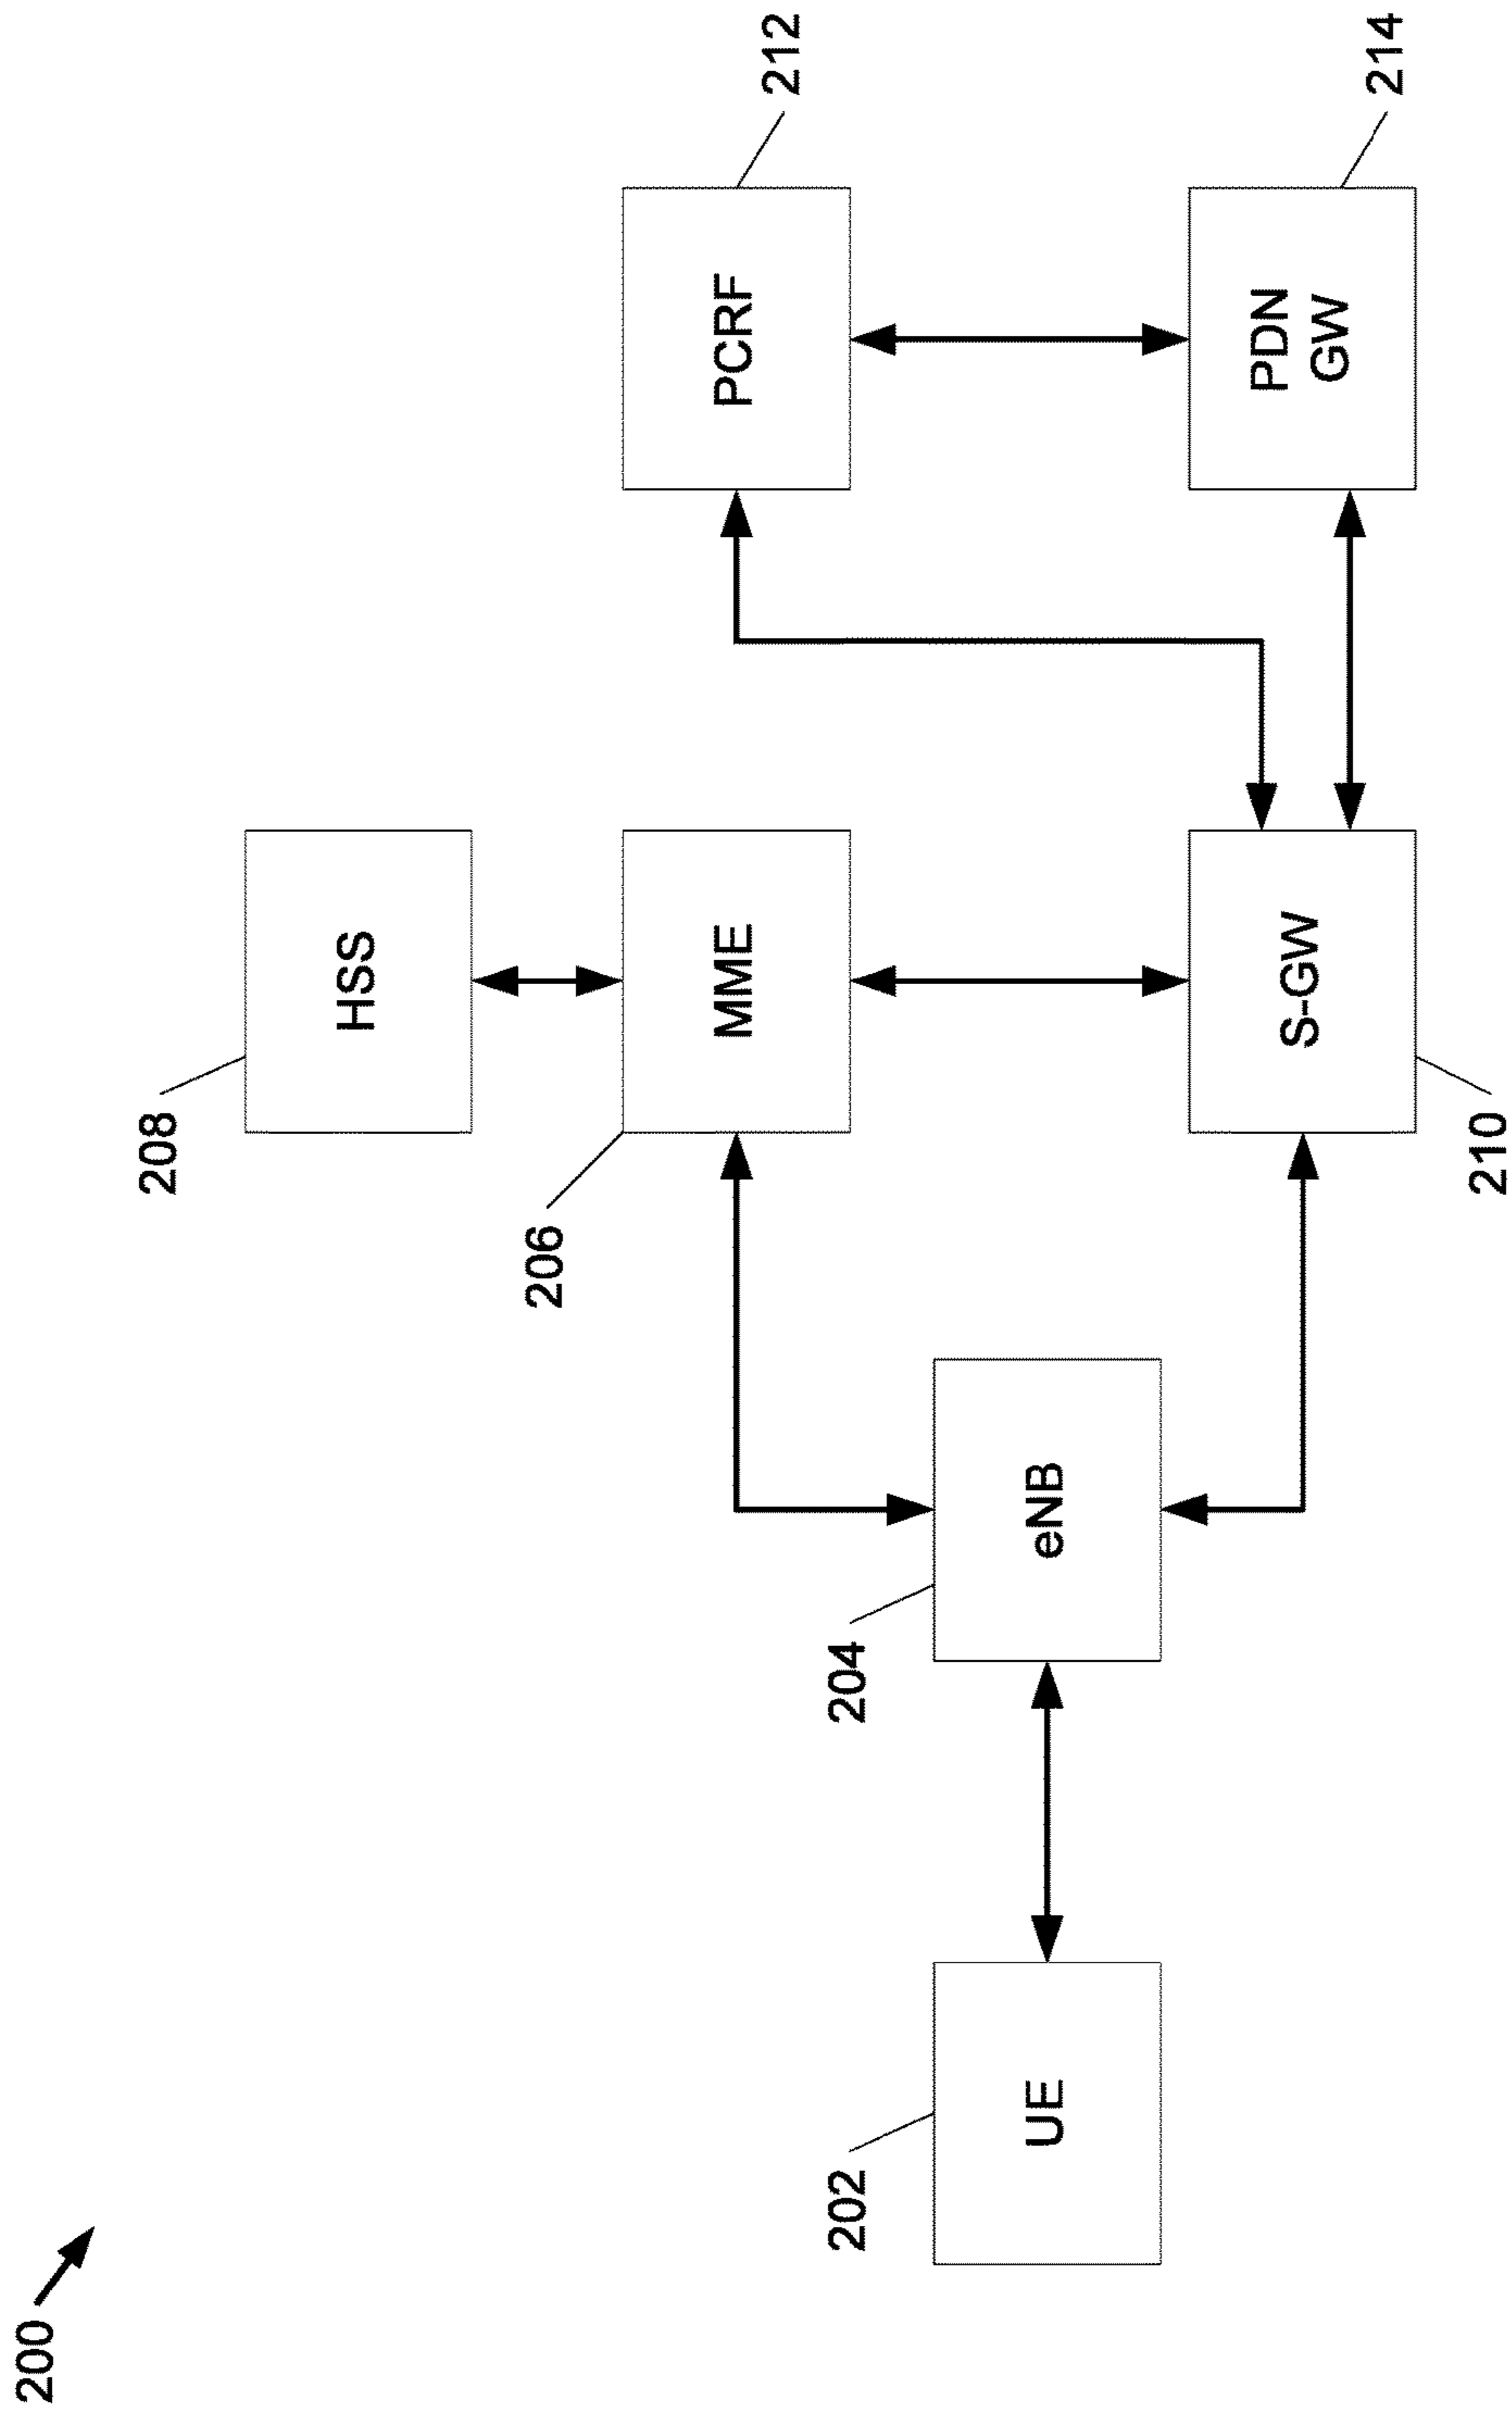 200
208
HSS
206
MME
212
PCRF
204
eNB
202
UE
S-GW
210
PDN
GW
214